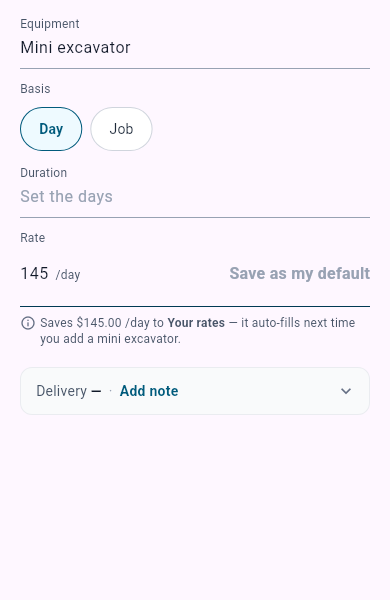 Equipment
Mini excavator
Basis
Day
Job
Duration
Set the days
Rate
145 /day
Save as my default
Saves $145.00 /day to Your rates — it auto-fills next time
you add a mini excavator.
Delivery — · Add note